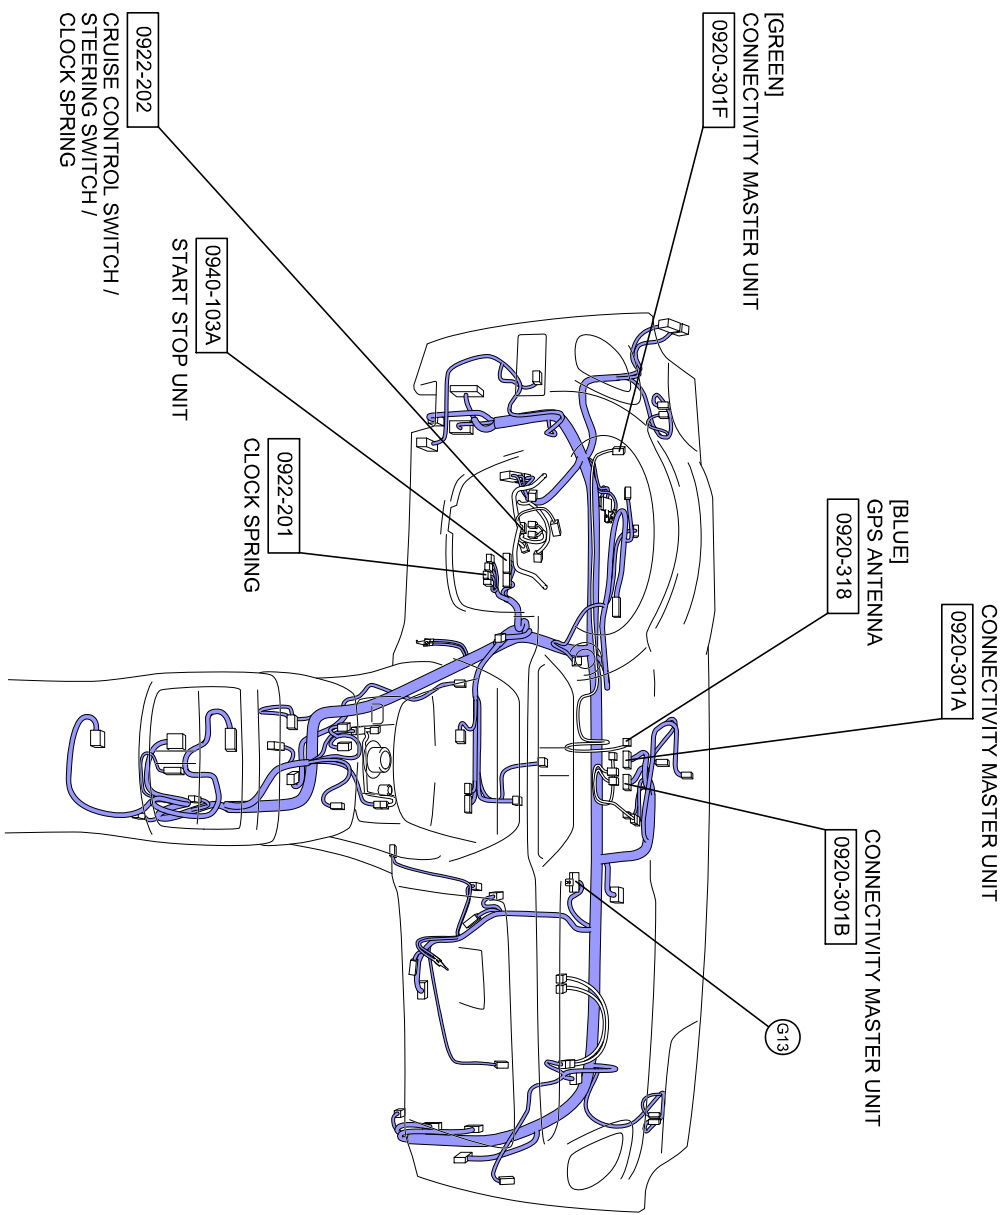 CONNECTIVITY MASTER UNIT
0920-301A
CONNECTIVITY MASTER UNIT
0920-301B
[BLUE]
GPS ANTENNA
0920-318
G13
[GREEN]
CONNECTIVITY MASTER UNIT
0920-301F
0922-201
CLOCK SPRING
0940-103A
START STOP UNIT
0922-202
CRUISE CONTROL SWITCH /
STEERING SWITCH /
CLOCK SPRING